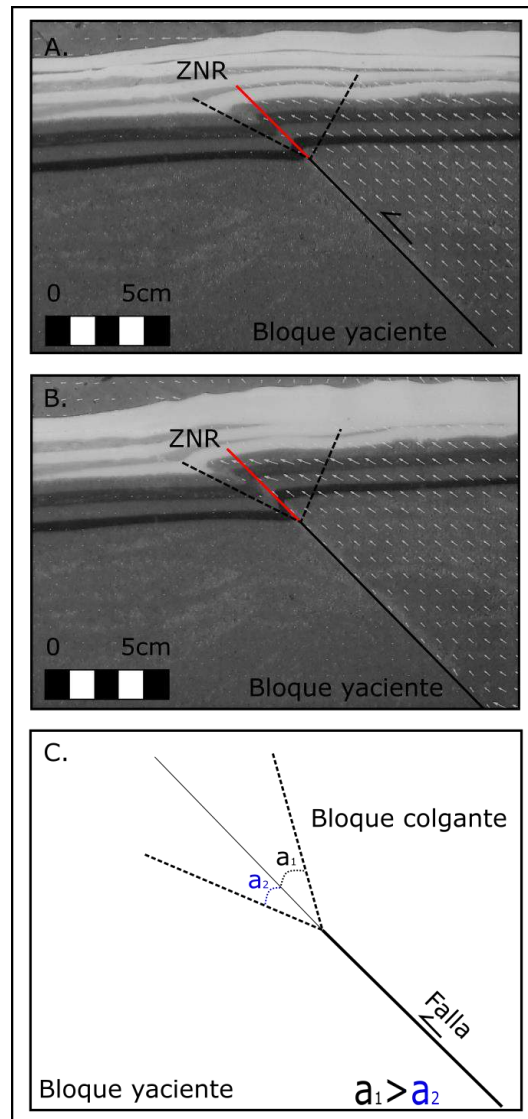 A.
ZNR
0 5cm
Bloque yaciente
B.
ZNR
0 5cm
Bloque yaciente
C.
Bloque colgante
a₁
a₂
Falla
Bloque yaciente
a₁>a₂